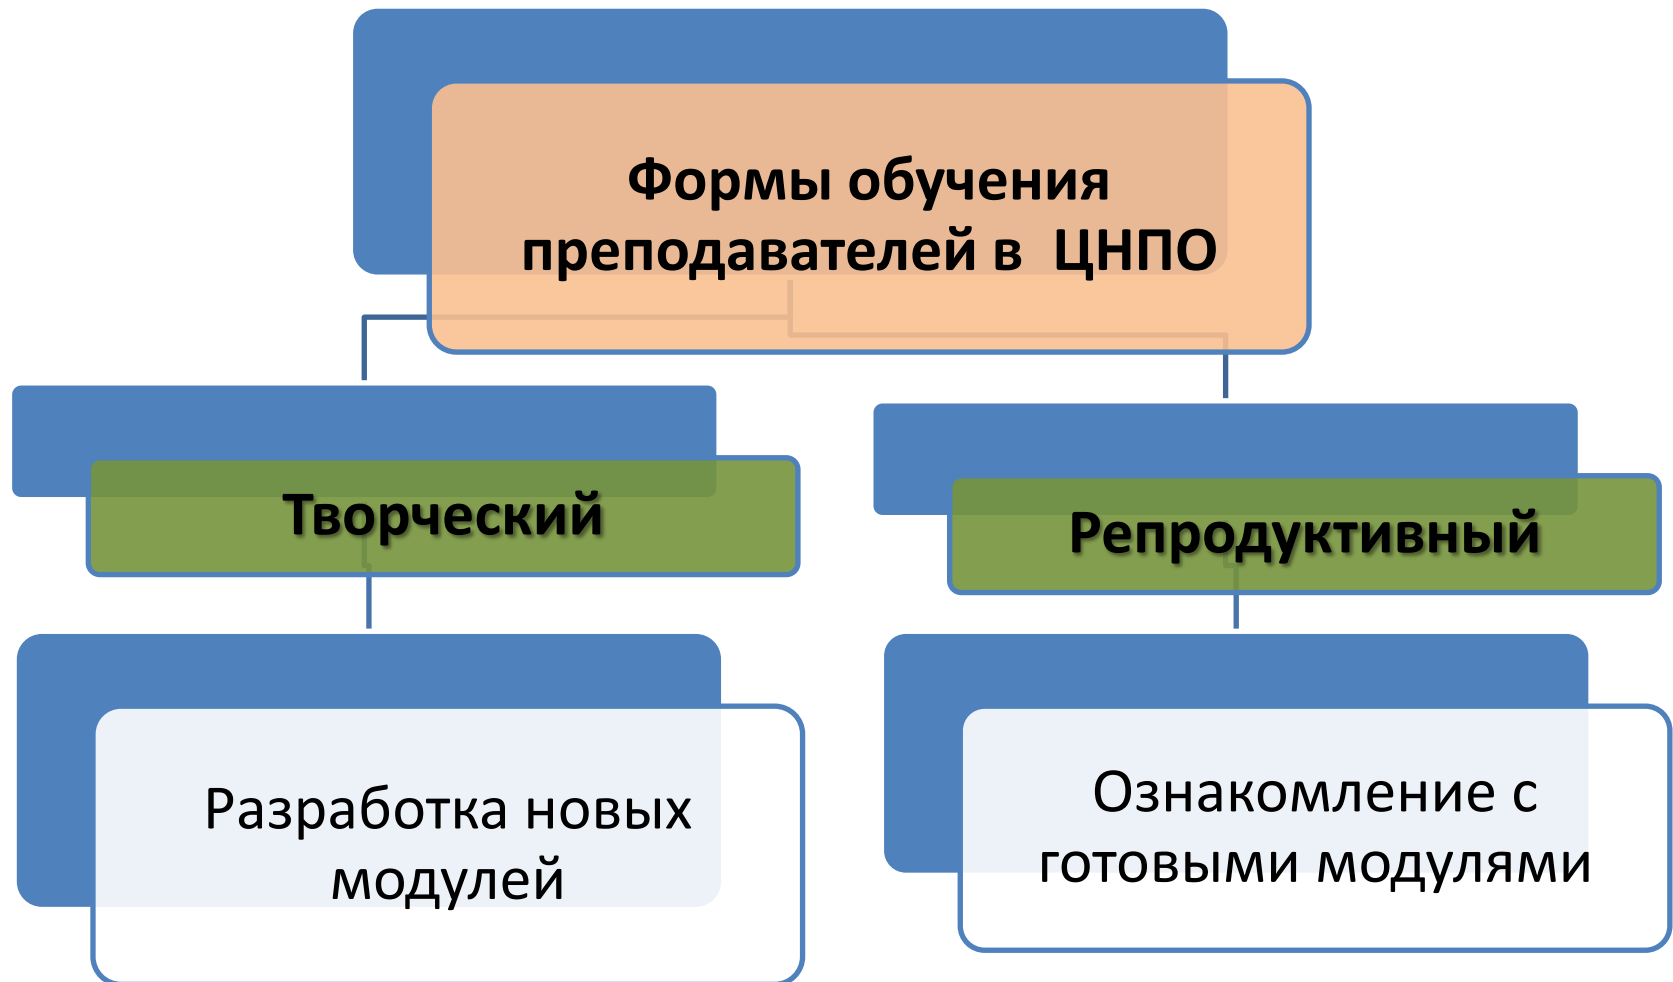 Формы обучения
преподавателей в ЦНПО
Творческий
Репродуктивный
Разработка новых
модулей
Ознакомление с
готовыми модулями